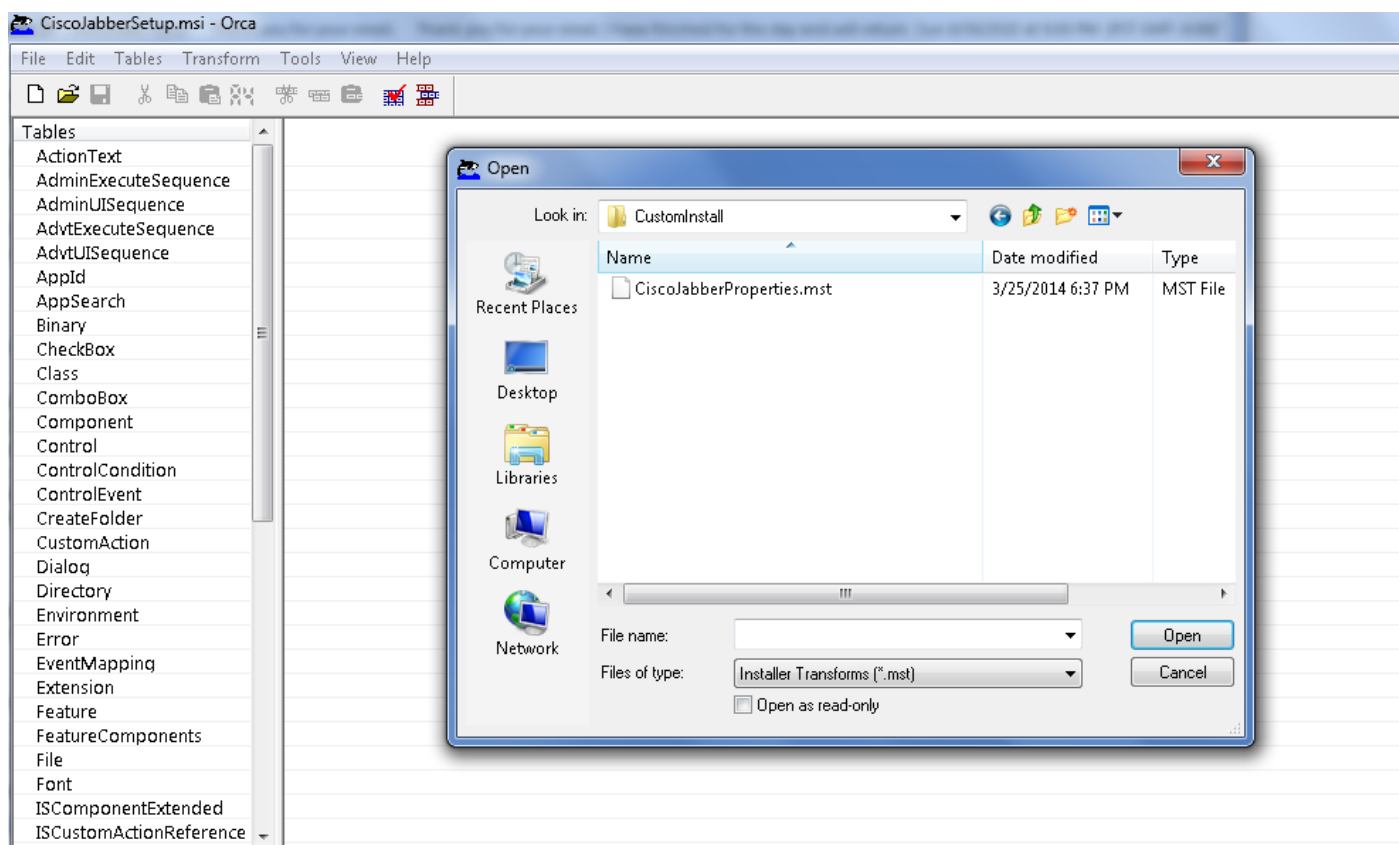 CiscoJabberSetup.msi - Orca
File Edit Tables Transform Tools View Help
Tables
ActionText
AdminExecuteSequence
AdminUISequence
AdvtExecuteSequence
AdvtUISequence
AppId
AppSearch
Binary
CheckBox
Class
ComboBox
Component
Control
ControlCondition
ControlEvent
CreateFolder
CustomAction
Dialog
Directory
Environment
Error
EventMapping
Extension
Feature
FeatureComponents
File
Font
ISComponentExtended
ISCustomActionReference
Open
Look in: CustomInstall
Recent Places
Desktop
Libraries
Computer
Network
Name Date modified Type
CiscoJabberProperties.mst 3/25/2014 6:37 PM MST File
File name: Open
Files of type: Installer Transforms (*.mst) Cancel
Open as read-only